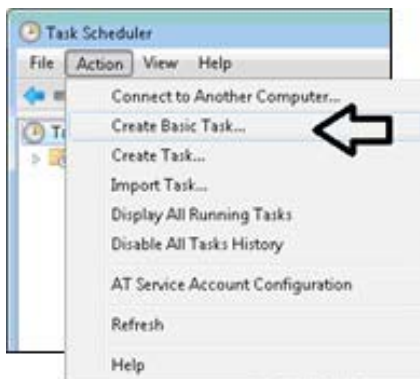 Task Scheduler
File Action View Help
Connect to Another Computer...
Create Basic Task...
Create Task...
Import Task...
Display All Running Tasks
Disable All Tasks History
AT Service Account Configuration
Refresh
Help